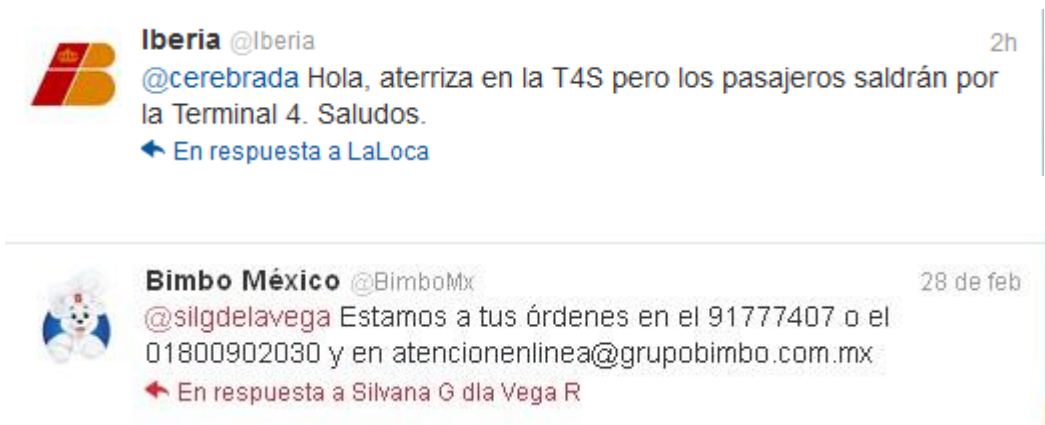 Iberia @Iberia 2h
@cerebrada Hola, aterriza en la T4S pero los pasajeros saldrán por
la Terminal 4. Saludos.
En respuesta a LaLoca
Bimbo México @BimboMx 28 de feb
@silgdelavega Estamos a tus órdenes en el 91777407 o el
01800902030 y en atencionenlinea@grupobimbo.com.mx
En respuesta a Silvana G dla Vega R